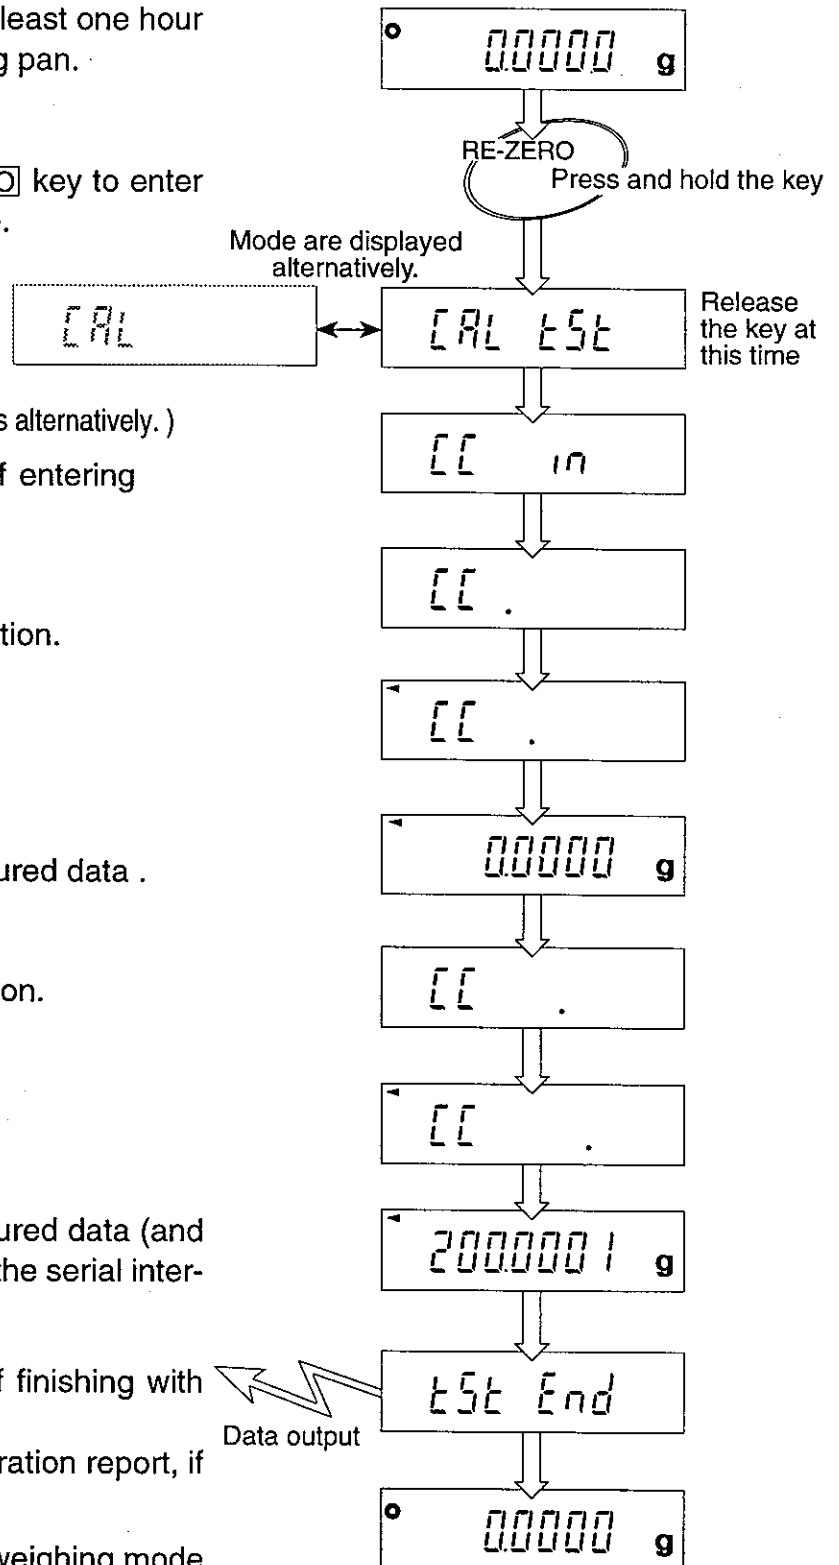 least one hour
0.0000 g
g pan.
RE-ZERO
O key to enter
Press and hold the key
Mode are displayed
alternatively.
CAL
CAL tSt
Release
the key at
this time
s alternatively. )
CC in
f entering
CC .
tion.
CC .
0.0000 g
ured data .
CC .
on.
CC .
ured data (and
200.0001 g
the serial inter-
f finishing with
tSt End
Data output
ration report, if
0.0000 g
weighing mode